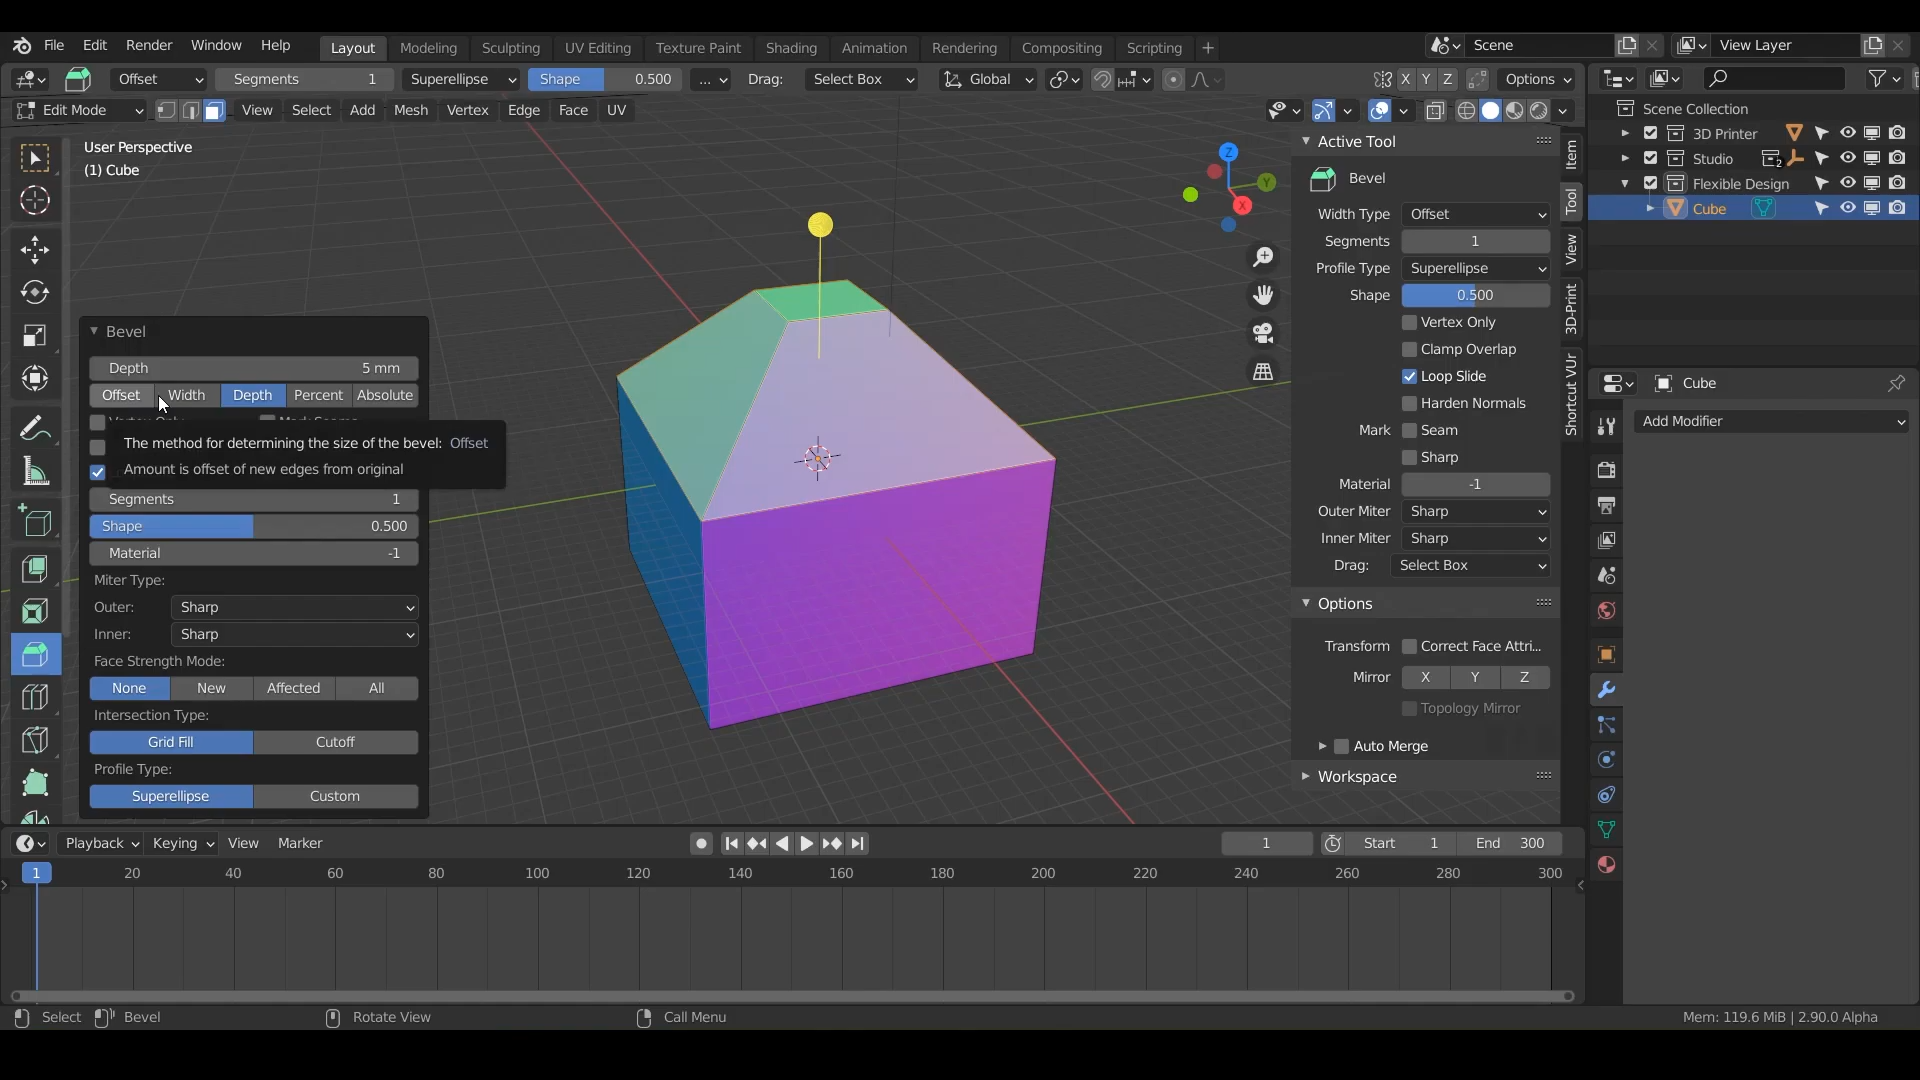 File Edit Render Window Help Layout Modeling Sculpting UV Editing Texture Paint Shading Animation Rendering Compositing Scripting + Scene View Layer
Offset Segments 1 Superellipse Shape 0.500 ... Drag: Select Box Global X Y Z Options
Edit Mode View Select Add Mesh Vertex Edge Face UV
User Perspective
(1) Cube
Z
Y
X
Bevel
Depth 5 mm
Offset Width Depth Percent Absolute
The method for determining the size of the bevel: Offset
Amount is offset of new edges from original
Segments 1
Shape 0.500
Material -1
Miter Type:
Outer: Sharp
Inner: Sharp
Face Strength Mode:
None New Affected All
Intersection Type:
Grid Fill Cutoff
Profile Type:
Superellipse Custom
Active Tool
Bevel
Width Type Offset
Segments 1
Profile Type Superellipse
Shape 0.500
Vertex Only
Clamp Overlap
Loop Slide
Harden Normals
Mark Seam
Sharp
Material -1
Outer Miter Sharp
Inner Miter Sharp
Drag: Select Box
Options
Transform Correct Face Attri...
Mirror X Y Z
Topology Mirror
Auto Merge
Workspace
Item
Tool
View
3D-Print
Shortcut VUr
Scene Collection
3D Printer
Studio 2
Flexible Design
Cube
Cube
Add Modifier
Playback Keying View Marker 1 Start 1 End 300
1 20 40 60 80 100 120 140 160 180 200 220 240 260 280 300
Select Bevel Rotate View Call Menu Mem: 119.6 MiB | 2.90.0 Alpha